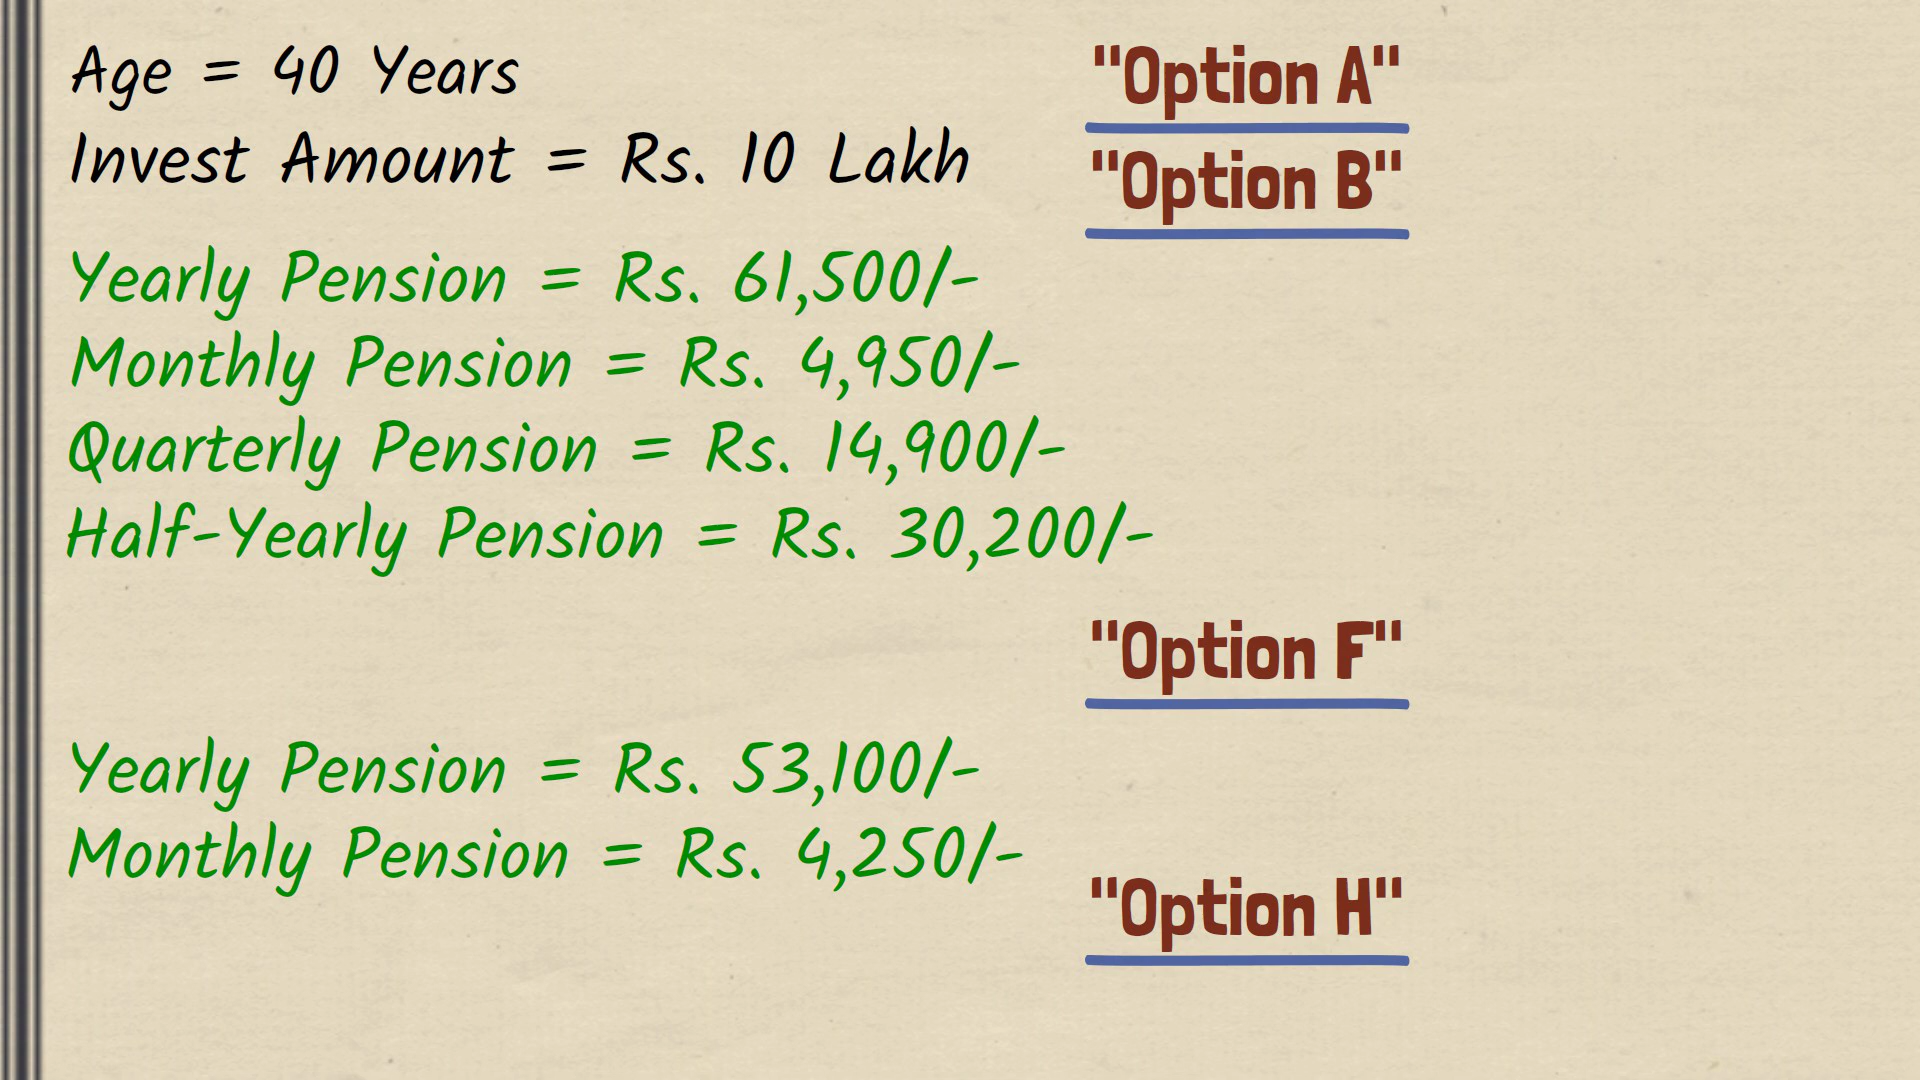 Age = 40 Years
Invest Amount = Rs. 10 Lakh
"Option A"
"Option B"
Yearly Pension = Rs. 61,500/-
Monthly Pension = Rs. 4,950/-
Quarterly Pension = Rs. 14,900/-
Half-Yearly Pension = Rs. 30,200/-
"Option F"
Yearly Pension = Rs. 53,100/-
Monthly Pension = Rs. 4,250/-
"Option H"